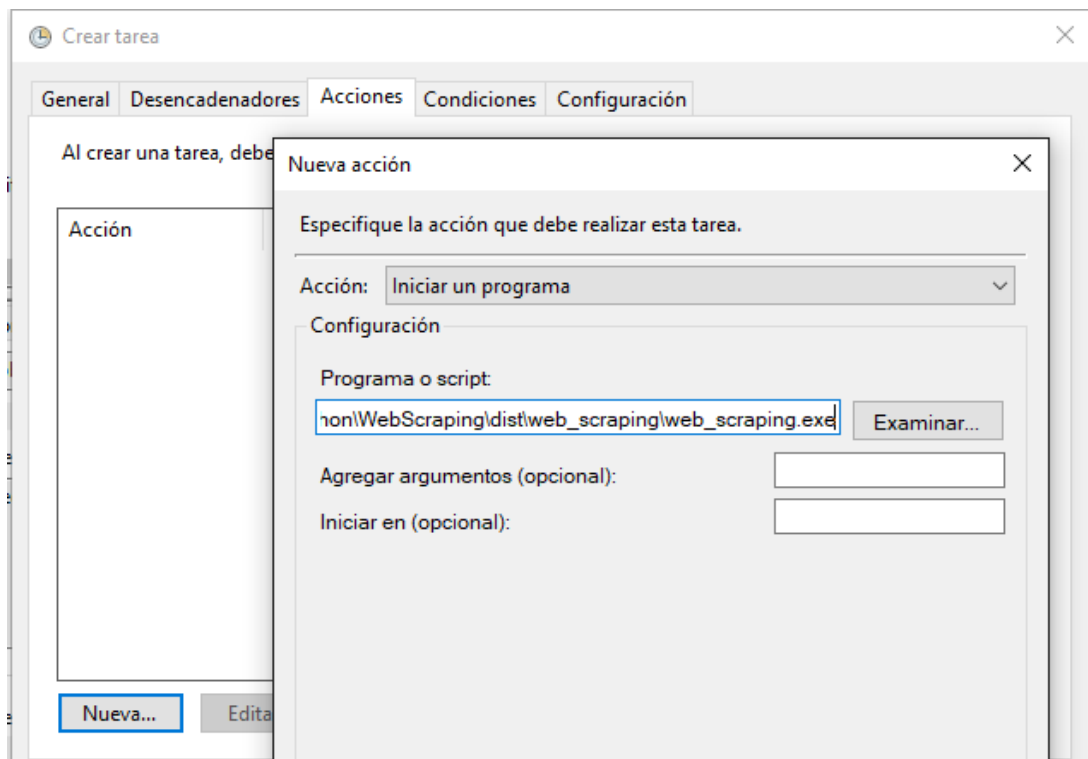 Crear tarea
General Desencadenadores Acciones Condiciones Configuración
Al crear una tarea, debe
Nueva acción
Especifique la acción que debe realizar esta tarea.
Acción
Acción: Iniciar un programa
Configuración
Programa o script:
hon\WebScraping\dist\web_scraping\web_scraping.exe Examinar...
Agregar argumentos (opcional):
Iniciar en (opcional):
Nueva... Edita